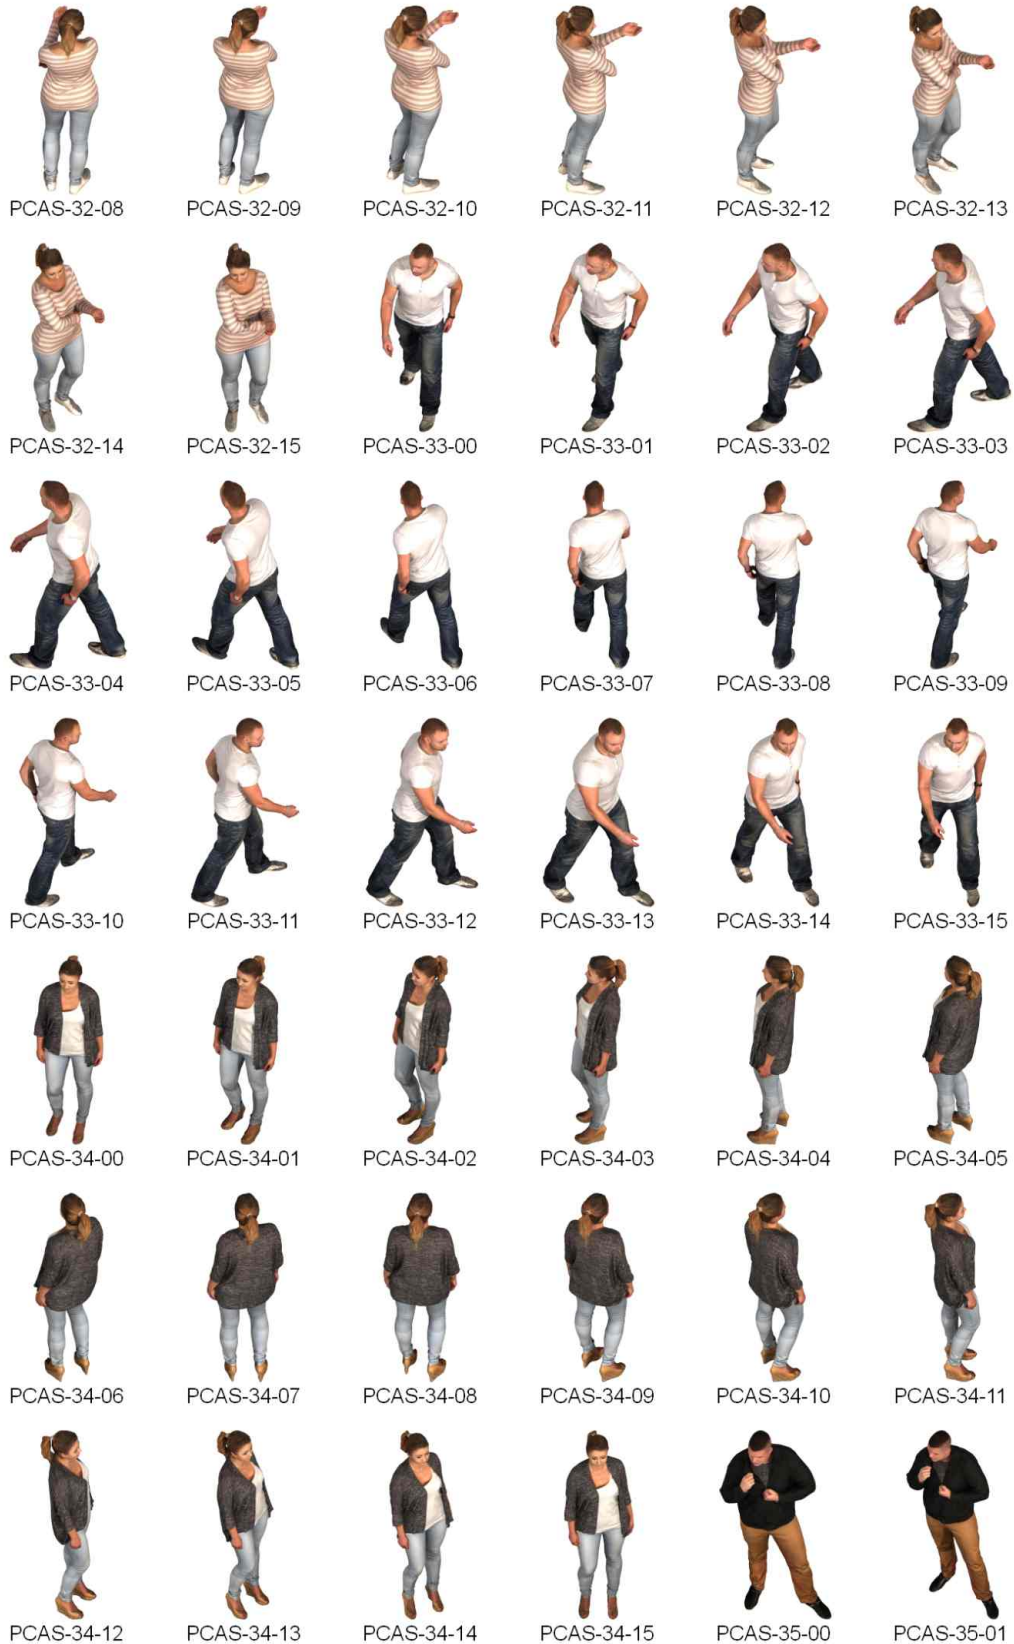 PCAS-32-08 PCAS-32-09 PCAS-32-10 PCAS-32-11 PCAS-32-12 PCAS-32-13
PCAS-32-14 PCAS-32-15 PCAS-33-00 PCAS-33-01 PCAS-33-02 PCAS-33-03
PCAS-33-04 PCAS-33-05 PCAS-33-06 PCAS-33-07 PCAS-33-08 PCAS-33-09
PCAS-33-10 PCAS-33-11 PCAS-33-12 PCAS-33-13 PCAS-33-14 PCAS-33-15
PCAS-34-00 PCAS-34-01 PCAS-34-02 PCAS-34-03 PCAS-34-04 PCAS-34-05
PCAS-34-06 PCAS-34-07 PCAS-34-08 PCAS-34-09 PCAS-34-10 PCAS-34-11
PCAS-34-12 PCAS-34-13 PCAS-34-14 PCAS-34-15 PCAS-35-00 PCAS-35-01